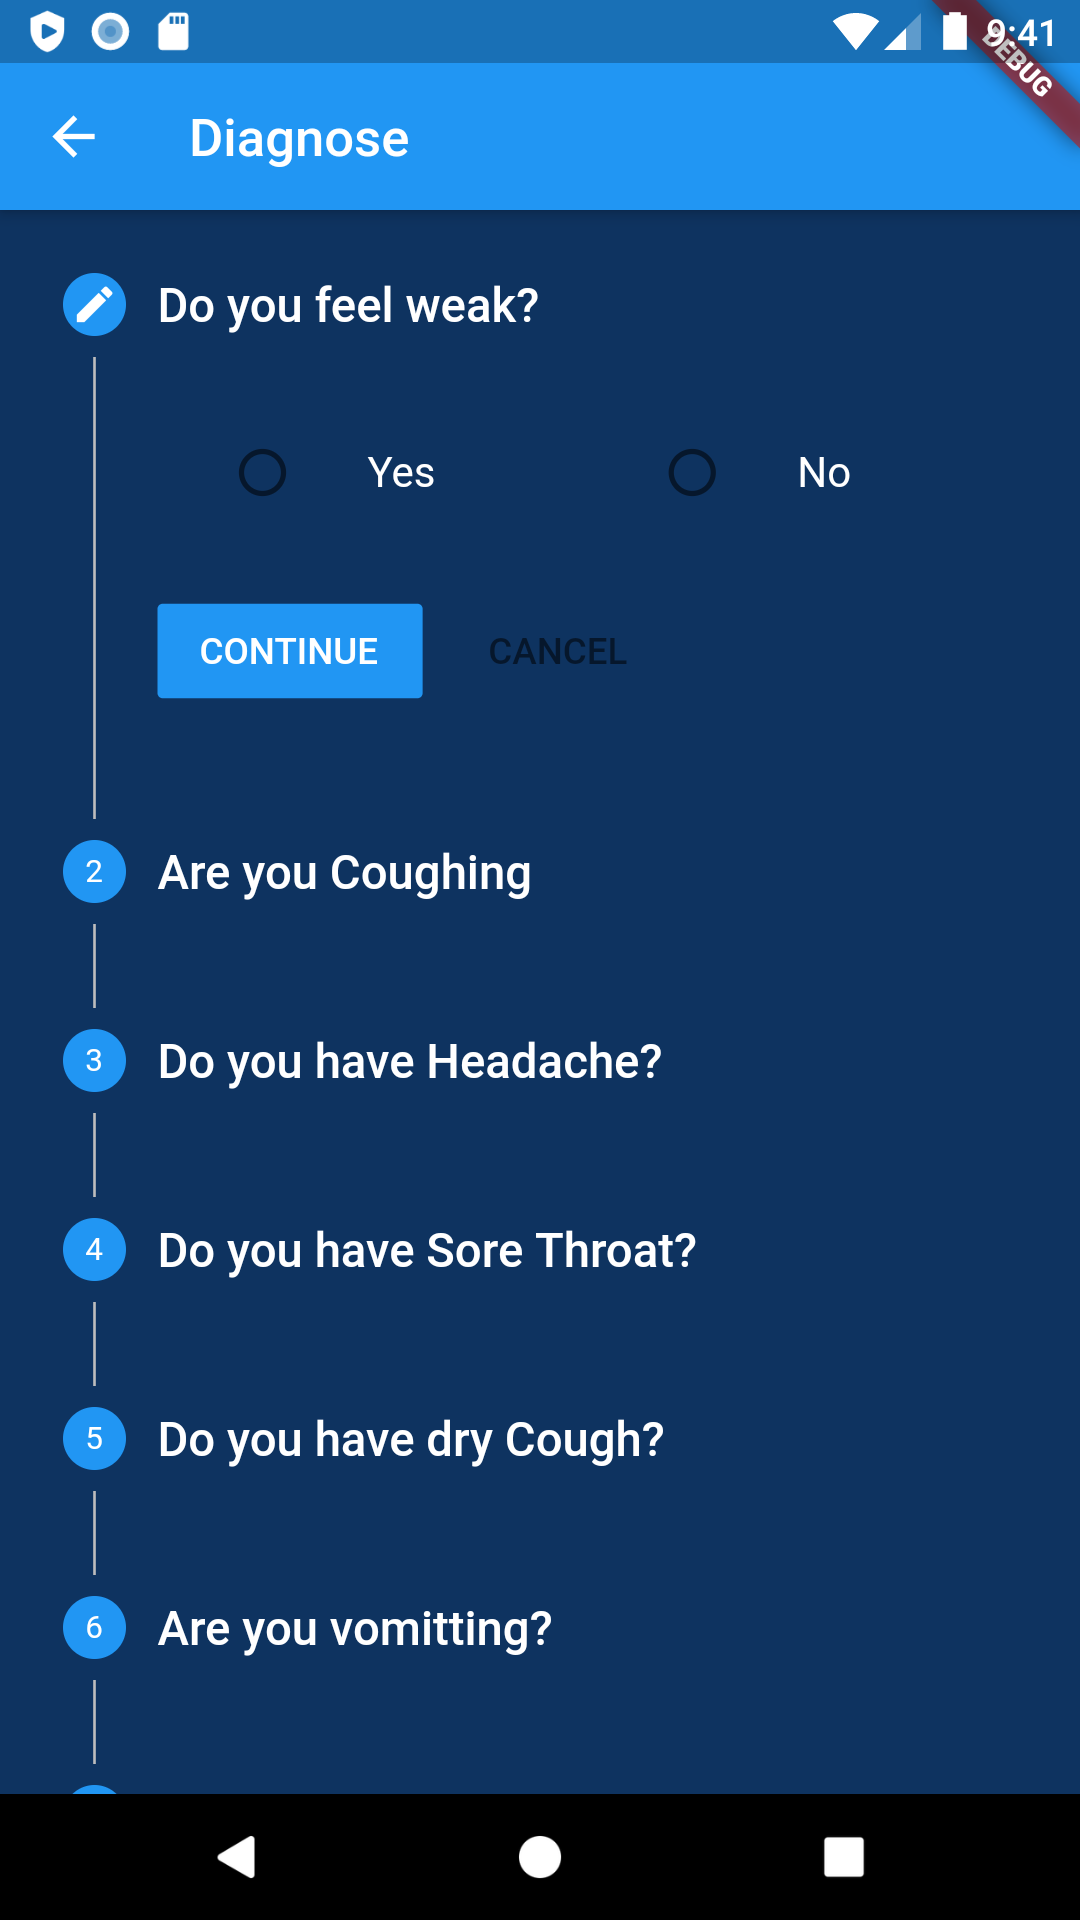 9:41
DEBUG
Diagnose
Do you feel weak?
Yes No
CONTINUE CANCEL
2 Are you Coughing
3 Do you have Headache?
4 Do you have Sore Throat?
5 Do you have dry Cough?
6 Are you vomitting?